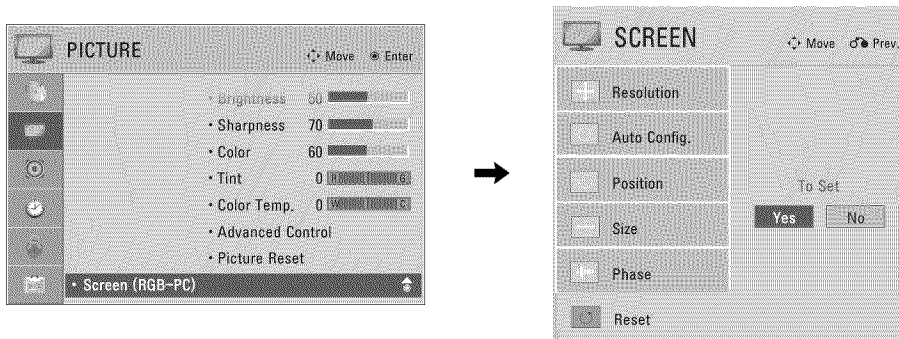 PICTURE
Move Enter
• Brightness 50
• Sharpness 70
• Color 60
• Tint 0 R G
• Color Temp. 0 W C
• Advanced Control
• Picture Reset
• Screen (RGB-PC)
SCREEN
Move Prev.
Resolution
Auto Config.
Position
Size
Phase
Reset
To Set
Yes No